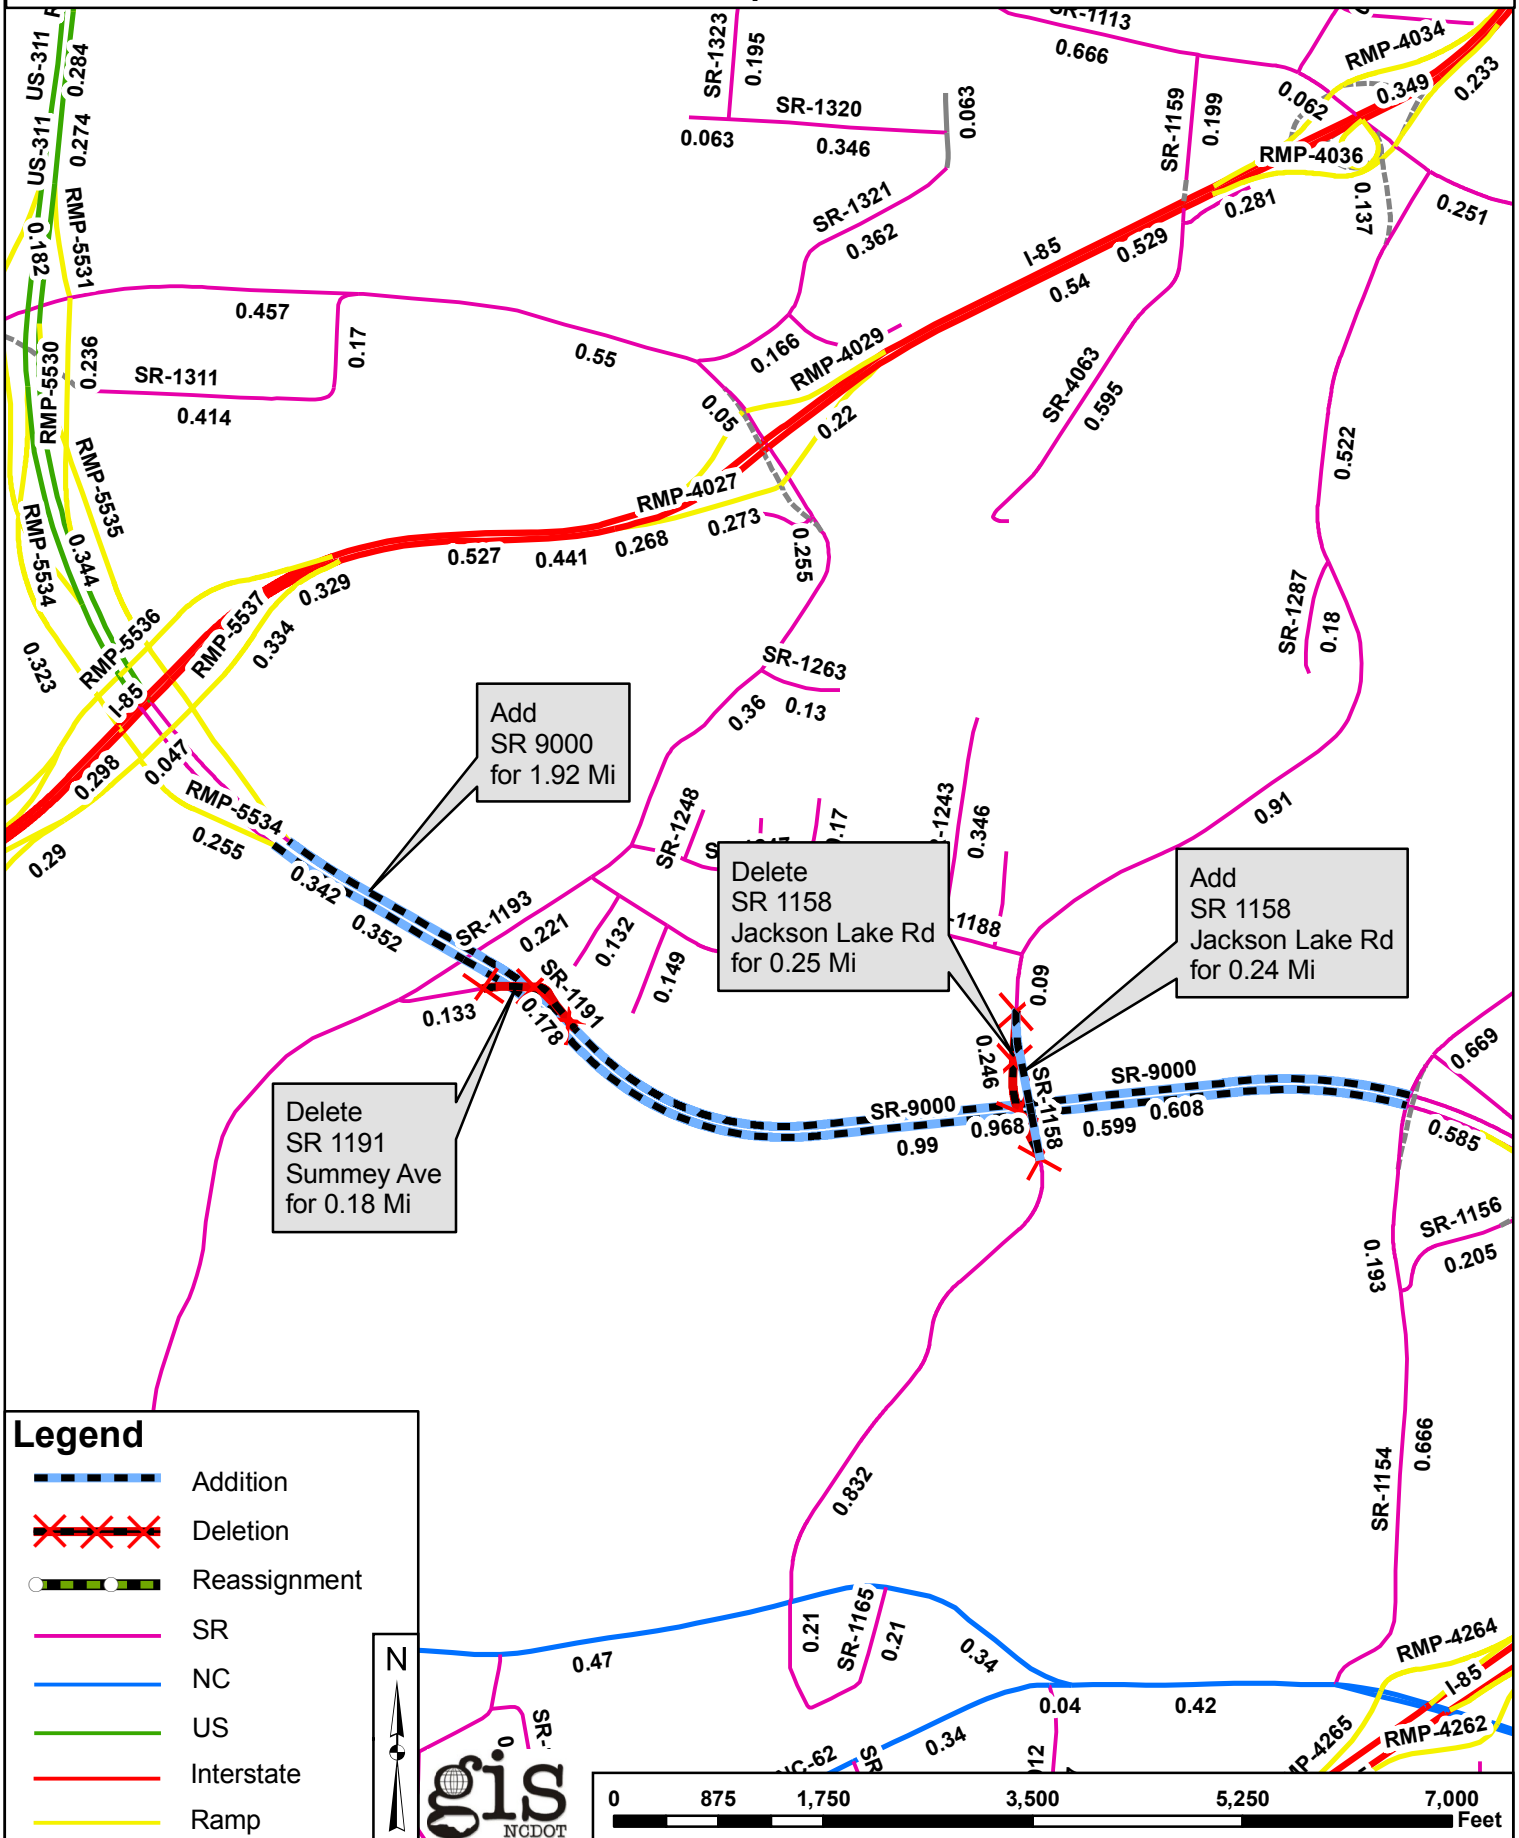 SR-1113
0.666
RMP-4034
0.349
0.233
0.062
US-311
US-311
0.284
0.274
SR-1323
0.195
SR-1320
0.063
0.346
0.063
SR-1159
0.199
RMP-4036
0.137
0.251
0.281
RMP-5531
0.182
SR-1321
0.362
I-85
0.529
0.54
0.457
0.17
0.55
0.166
RMP-4029
RMP-5530
0.236
SR-1311
0.414
0.05
0.22
SR-4063
0.595
0.522
RMP-5535
RMP-4027
0.273
RMP-5534
0.344
0.527
0.441
0.268
0.255
0.329
SR-1287
0.18
RMP-5536
RMP-5537
0.334
0.323
SR-1263
0.13
0.36
I-85
0.298
0.047
Add
SR 9000
for 1.92 Mi
RMP-5534
0.255
0.29
SR-1248
0.17
-1243
0.346
0.91
0.342
0.352
SR-1193
0.221
0.132
0.149
Delete
SR 1158
Jackson Lake Rd
for 0.25 Mi
-1188
Add
SR 1158
Jackson Lake Rd
for 0.24 Mi
0.09
0.133
SR-1191
0.178
0.246
SR-1158
SR-9000
0.669
Delete
SR 1191
Summey Ave
for 0.18 Mi
SR-9000
0.99
0.968
0.599
0.608
0.585
SR-1156
0.205
0.193
0.832
SR-1154
0.666
Legend
Addition
Deletion
Reassignment
SR
NC
US
Interstate
Ramp
N
0.47
0.21
SR-1165
0.21
0.34
0.04
0.42
0.34
RMP-4264
I-85
RMP-4262
MP-4265
SR-
0
NC-62
SR
012
gis
NCDOT
0 875 1,750 3,500 5,250 7,000
Feet